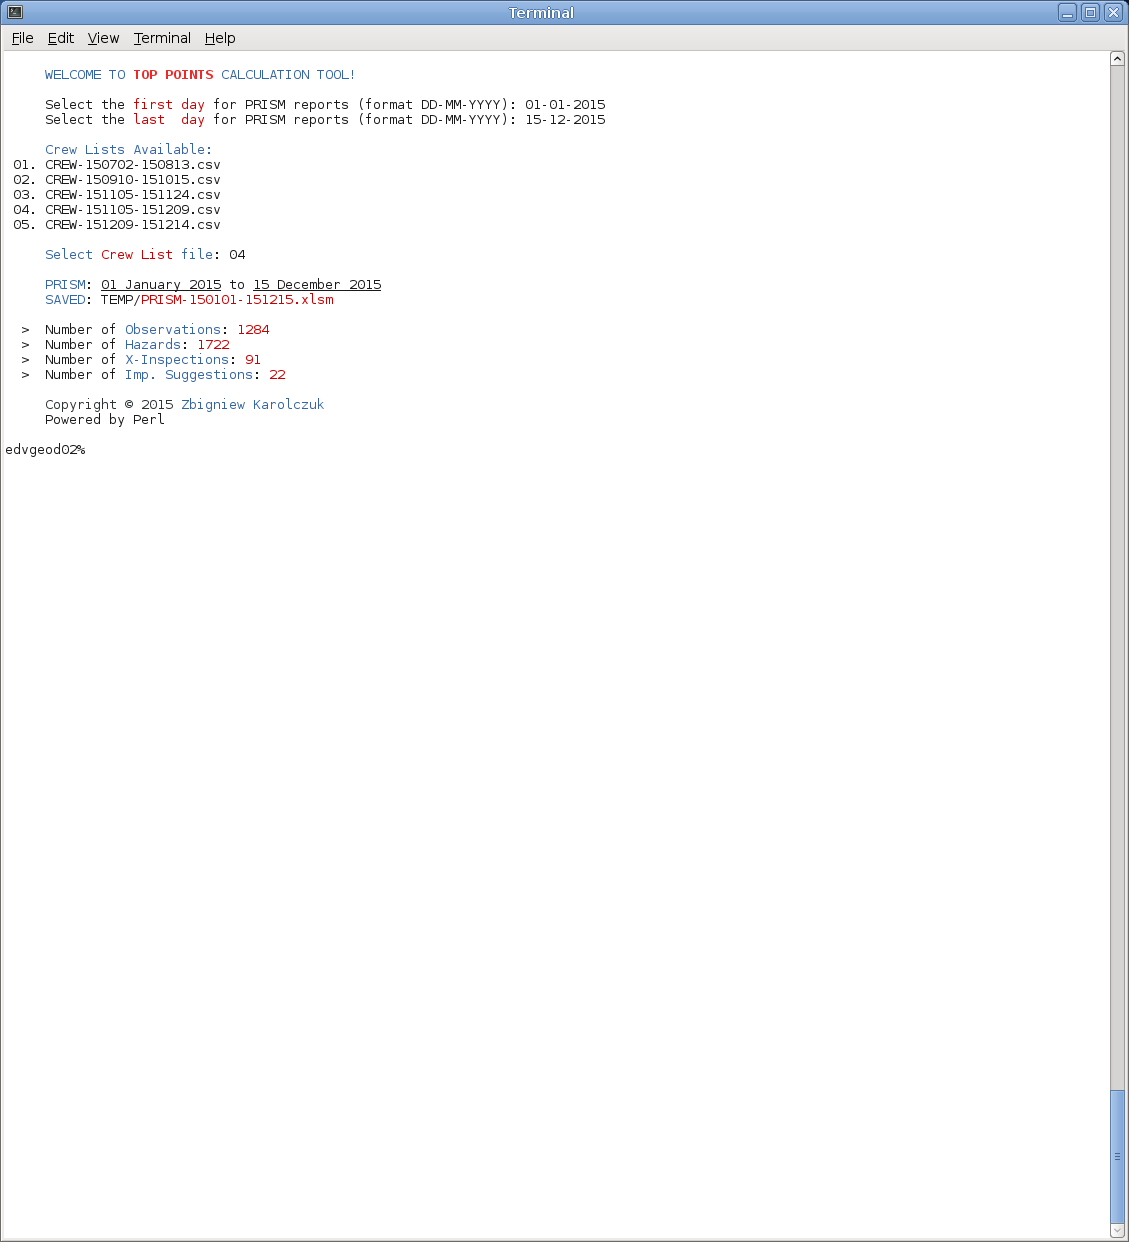 Terminal
File Edit View Terminal Help
WELCOME TO TOP POINTS CALCULATION TOOL!
Select the first day for PRISM reports (format DD-MM-YYYY): 01-01-2015
Select the last  day for PRISM reports (format DD-MM-YYYY): 15-12-2015
Crew Lists Available:
01. CREW-150702-150813.csv
02. CREW-150910-151015.csv
03. CREW-151105-151124.csv
04. CREW-151105-151209.csv
05. CREW-151209-151214.csv
Select Crew List file: 04
PRISM: 01 January 2015 to 15 December 2015
SAVED: TEMP/PRISM-150101-151215.xlsm
>  Number of Observations: 1284
>  Number of Hazards: 1722
>  Number of X-Inspections: 91
>  Number of Imp. Suggestions: 22
Copyright © 2015 Zbigniew Karolczuk
Powered by Perl
edvgeod02%